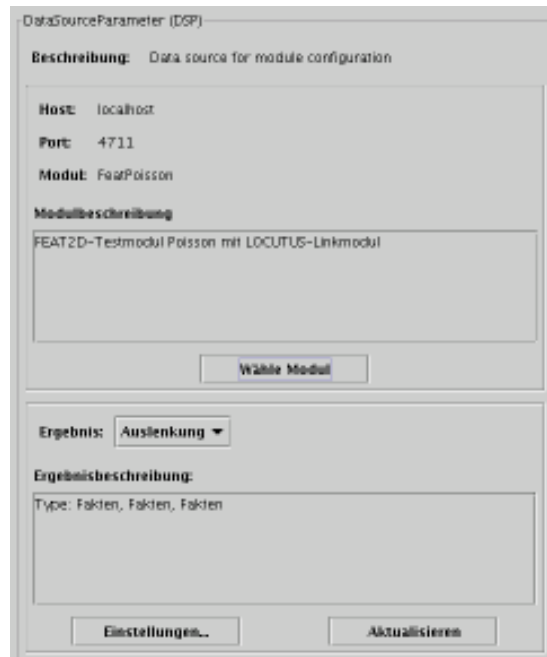 DataSourceParameter (DSP)
Beschreibung: Data source for module configuration
Host: localhost
Port: 4711
Modul: FeatPoisson
Modulbeschreibung
FEAT2D-Testmodul Poisson mit LOCUTUS-Linkmodul
Wähle Modul
Ergebnis: Auslenkung
Ergebnisbeschreibung:
Type: Fakten, Fakten, Fakten
Einstellungen... Aktualisieren